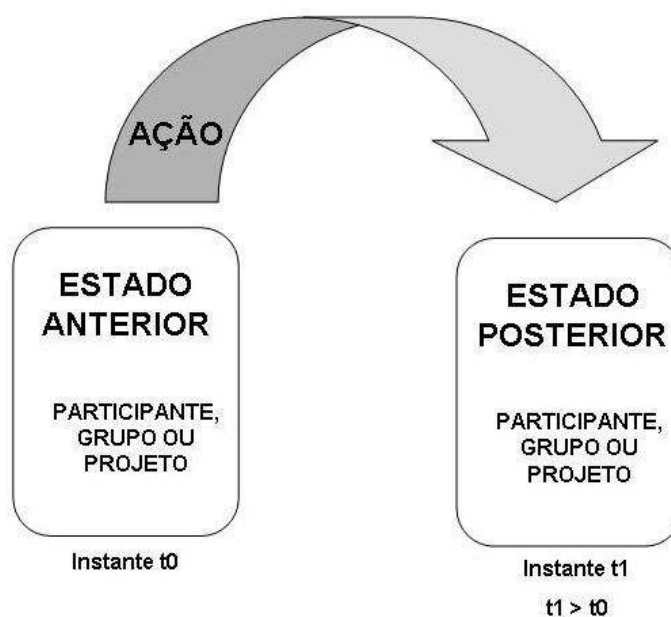 AÇÃO
ESTADO
ANTERIOR
PARTICIPANTE,
GRUPO OU
PROJETO
Instante t0
ESTADO
POSTERIOR
PARTICIPANTE,
GRUPO OU
PROJETO
Instante t1
t1 > t0